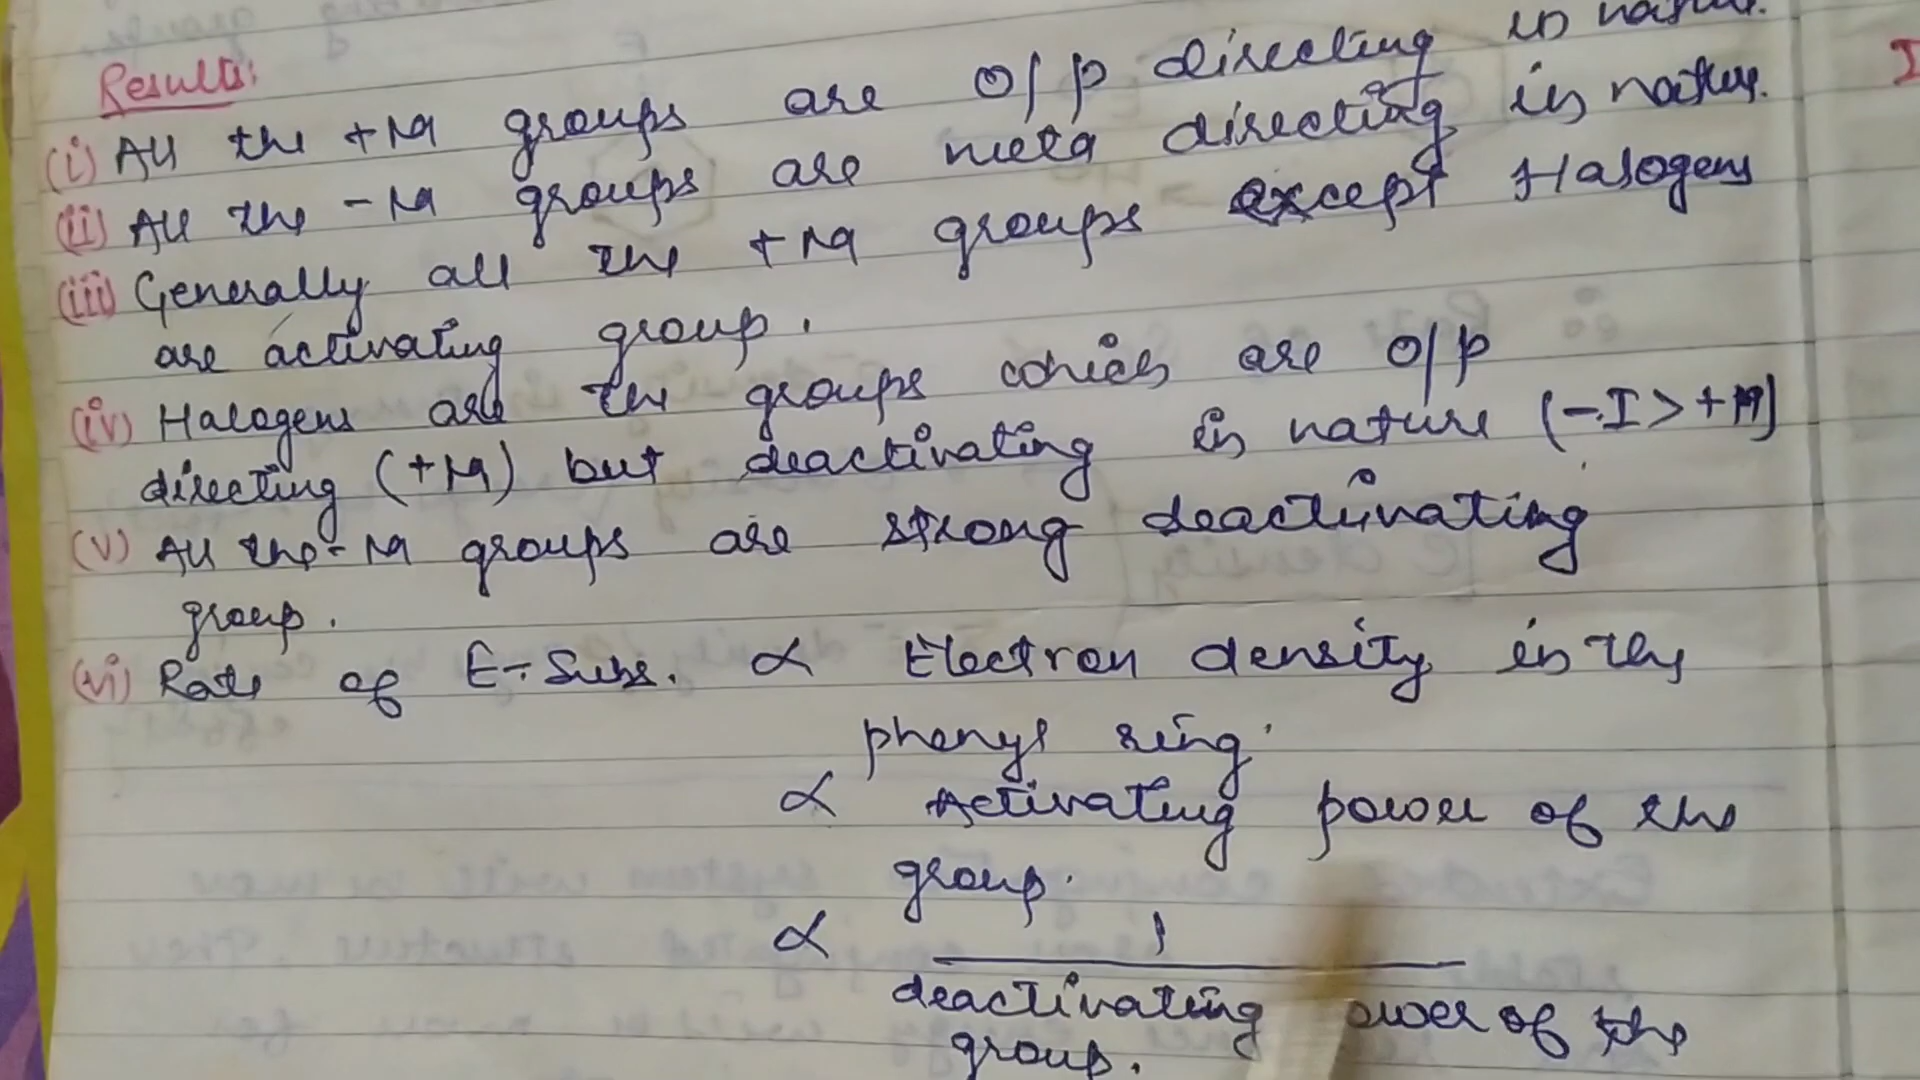 Results:
(i) All the +M groups are o/p directing in nature.
(ii) All the -M groups are meta directing in nature.
(iii) Generally all the +M groups except Halogens
are activating group.
(iv) Halogens are the groups which are o/p
directing (+M) but deactivating in nature (-I > +M)
(v) All the -M groups are strong deactivating
group.
(vi) Rate of E-Subs. ∝ Electron density in the
phenyl ring.
∝ Activating power of the
group.
∝ 1
deactivating power of the
group.
I